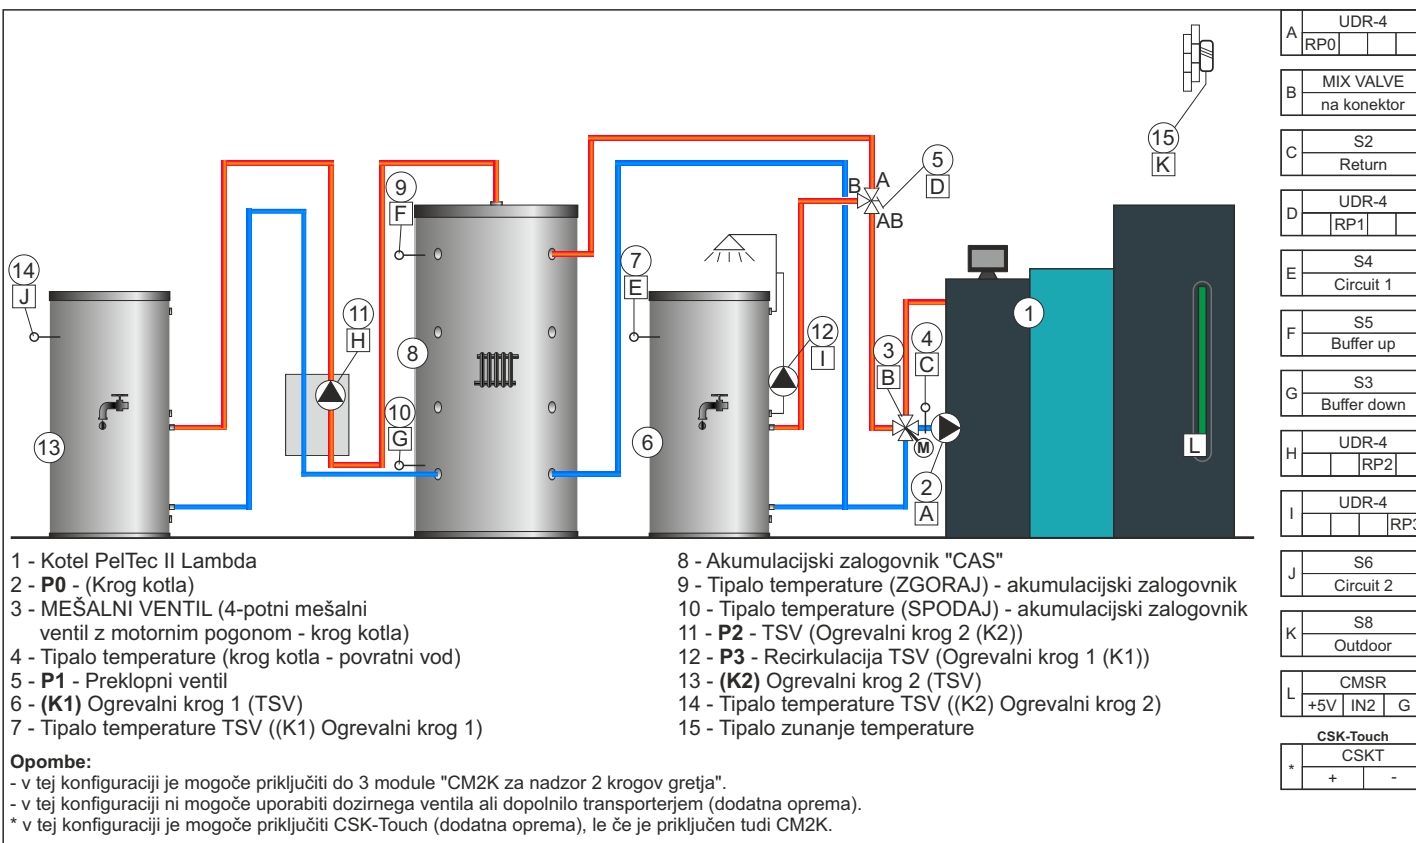 A
UDR-4
RP0
B
MIX VALVE
na konektor
C
S2
Return
D
UDR-4
RP1
E
S4
Circuit 1
F
S5
Buffer up
G
S3
Buffer down
H
UDR-4
RP2
I
UDR-4
RP3
J
S6
Circuit 2
K
S8
Outdoor
L
CMSR
+5V IN2 G
CSK-Touch
*
CSKT
+ -
15
K
5
D
B A
AB
9
F
14
J
7
E
11
H
12
I
8
3
B
4
C
1
10
G
13
6
M
L
2
A
1 - Kotel PelTec II Lambda
2 - P0 - (Krog kotla)
3 - MEŠALNI VENTIL (4-potni mešalni
ventil z motornim pogonom - krog kotla)
4 - Tipalo temperature (krog kotla - povratni vod)
5 - P1 - Preklopni ventil
6 - (K1) Ogrevalni krog 1 (TSV)
7 - Tipalo temperature TSV ((K1) Ogrevalni krog 1)
8 - Akumulacijski zalogovnik "CAS"
9 - Tipalo temperature (ZGORAJ) - akumulacijski zalogovnik
10 - Tipalo temperature (SPODAJ) - akumulacijski zalogovnik
11 - P2 - TSV (Ogrevalni krog 2 (K2))
12 - P3 - Recirkulacija TSV (Ogrevalni krog 1 (K1))
13 - (K2) Ogrevalni krog 2 (TSV)
14 - Tipalo temperature TSV ((K2) Ogrevalni krog 2)
15 - Tipalo zunanje temperature
Opombe:
- v tej konfiguraciji je mogoče priključiti do 3 module "CM2K za nadzor 2 krogov gretja".
- v tej konfiguraciji ni mogoče uporabiti dozirnega ventila ali dopolnilo transporterjem (dodatna oprema).
* v tej konfiguraciji je mogoče priključiti CSK-Touch (dodatna oprema), le če je priključen tudi CM2K.